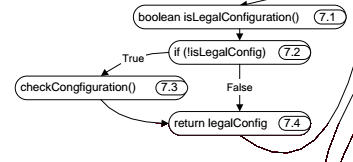 boolean isLegalConfiguration() 7.1
if (!isLegalConfig) 7.2
True
False
checkCongfiguration() 7.3
return legalConfig 7.4